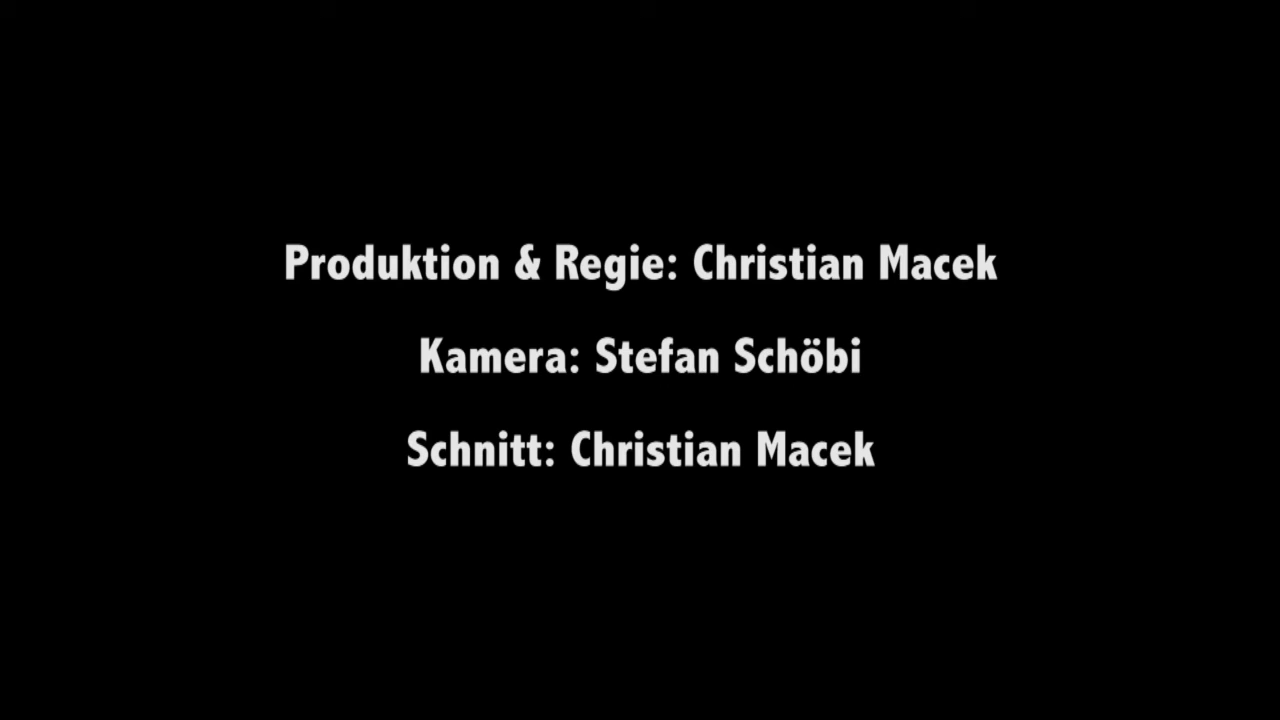 Produktion & Regie: Christian Macek
Kamera: Stefan Schöbi
Schnitt: Christian Macek